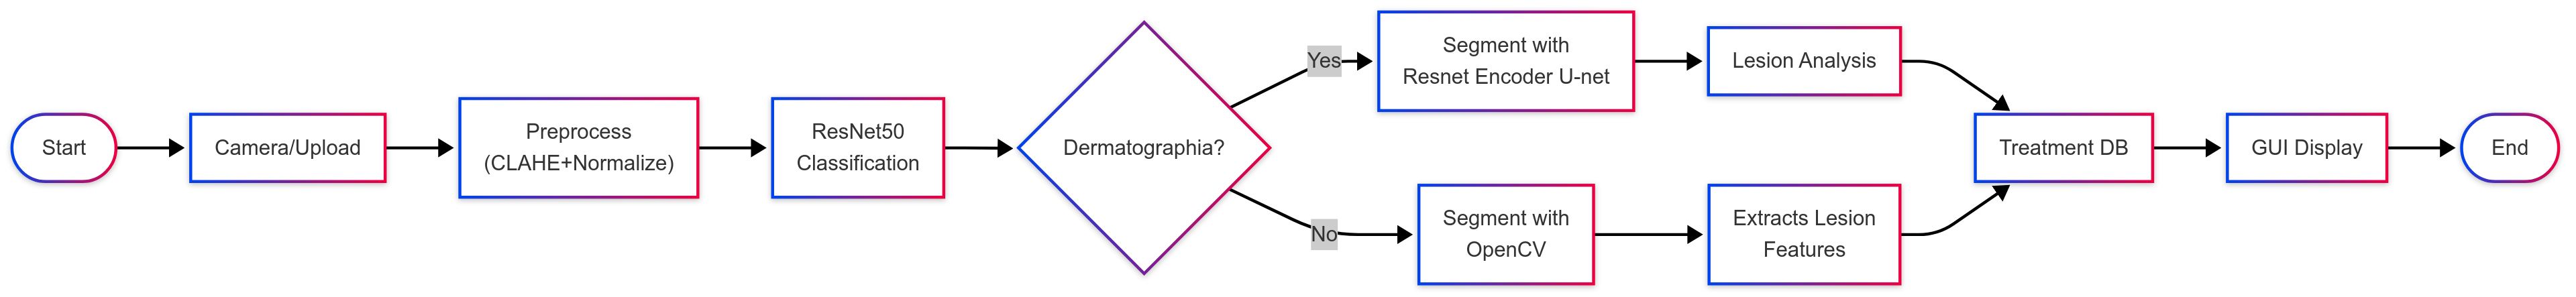 Start
Camera/Upload
Preprocess
(CLAHE+Normalize)
ResNet50
Classification
Dermatographia?
Yes
Segment with
Resnet Encoder U-net
Lesion Analysis
No
Segment with
OpenCV
Extracts Lesion
Features
Treatment DB
GUI Display
End